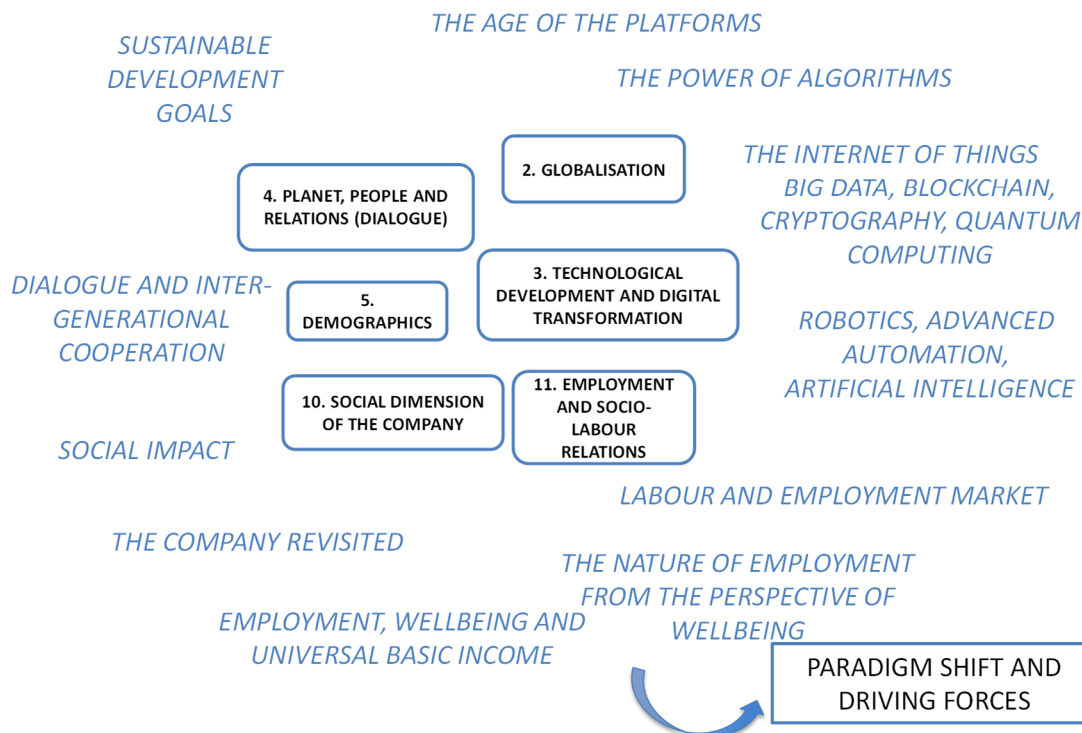 THE AGE OF THE PLATFORMS
SUSTAINABLE
DEVELOPMENT
GOALS
THE POWER OF ALGORITHMS
2. GLOBALISATION
THE INTERNET OF THINGS
BIG DATA, BLOCKCHAIN,
CRYPTOGRAPHY, QUANTUM
COMPUTING
4. PLANET, PEOPLE AND
RELATIONS (DIALOGUE)
3. TECHNOLOGICAL
DEVELOPMENT AND DIGITAL
TRANSFORMATION
DIALOGUE AND INTER-
GENERATIONAL
COOPERATION
5.
DEMOGRAPHICS
ROBOTICS, ADVANCED
AUTOMATION,
ARTIFICIAL INTELLIGENCE
10. SOCIAL DIMENSION
OF THE COMPANY
11. EMPLOYMENT
AND SOCIO-
LABOUR
RELATIONS
SOCIAL IMPACT
LABOUR AND EMPLOYMENT MARKET
THE COMPANY REVISITED
THE NATURE OF EMPLOYMENT
FROM THE PERSPECTIVE OF
WELLBEING
EMPLOYMENT, WELLBEING AND
UNIVERSAL BASIC INCOME
PARADIGM SHIFT AND
DRIVING FORCES